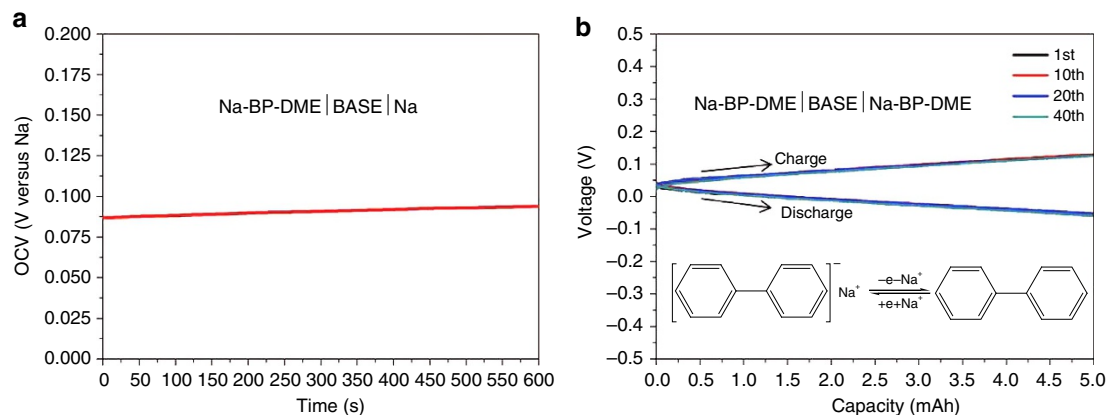 a
0.200
0.175
0.150
0.125
0.100
0.075
0.050
0.025
0.000
OCV (V versus Na)
Na-BP-DME│BASE│Na
0 50 100 150 200 250 300 350 400 450 500 550 600
Time (s)
b
0.5
0.4
0.3
0.2
0.1
0.0
–0.1
–0.2
–0.3
–0.4
–0.5
Voltage (V)
1st
10th
20th
40th
Na-BP-DME│BASE│Na-BP-DME
Charge
Discharge
– Na⁺ –e–Na⁺
+e+Na⁺
0.0 0.5 1.0 1.5 2.0 2.5 3.0 3.5 4.0 4.5 5.0
Capacity (mAh)